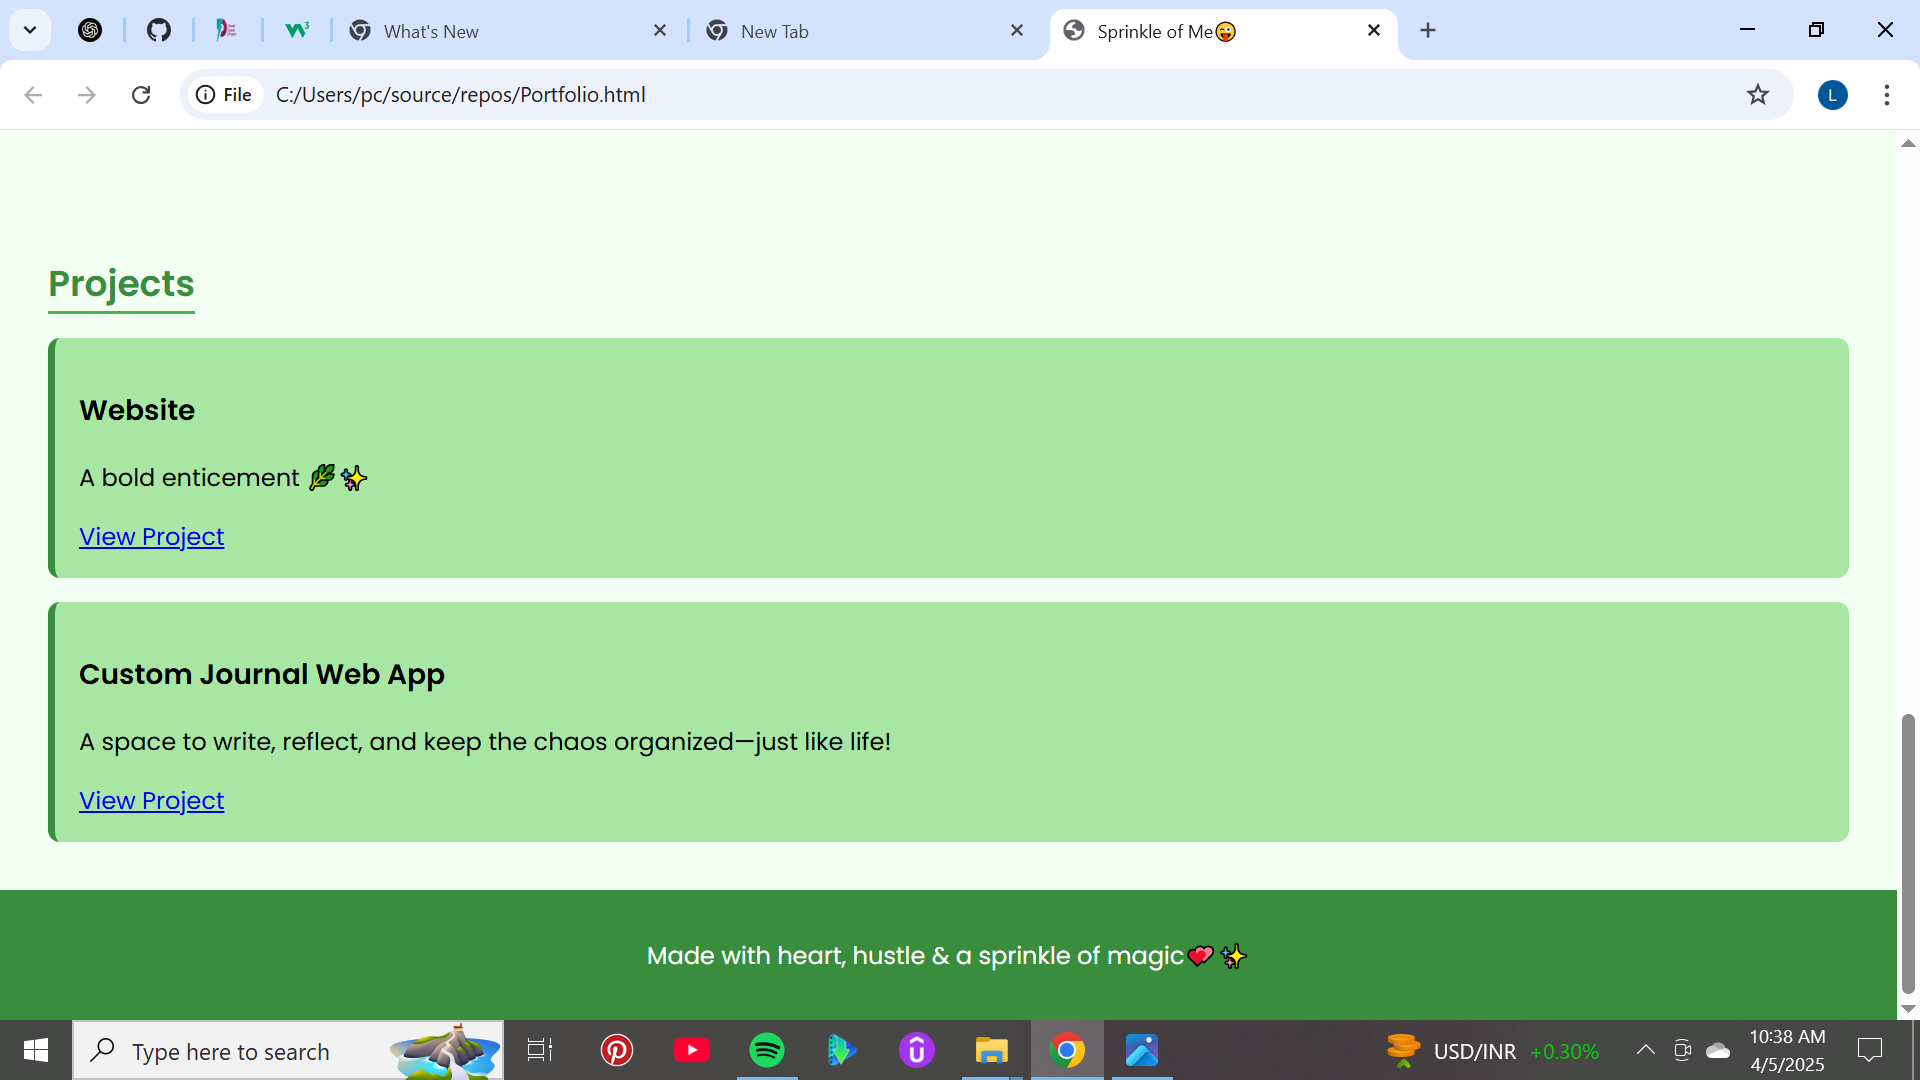 What's New
New Tab
Sprinkle of Me😜
File
C:/Users/pc/source/repos/Portfolio.html
L
Projects
Website
A bold enticement 🌿✨
View Project
Custom Journal Web App
A space to write, reflect, and keep the chaos organized—just like life!
View Project
Made with heart, hustle & a sprinkle of magic💕✨
Type here to search
USD/INR +0.30%
10:38 AM
4/5/2025